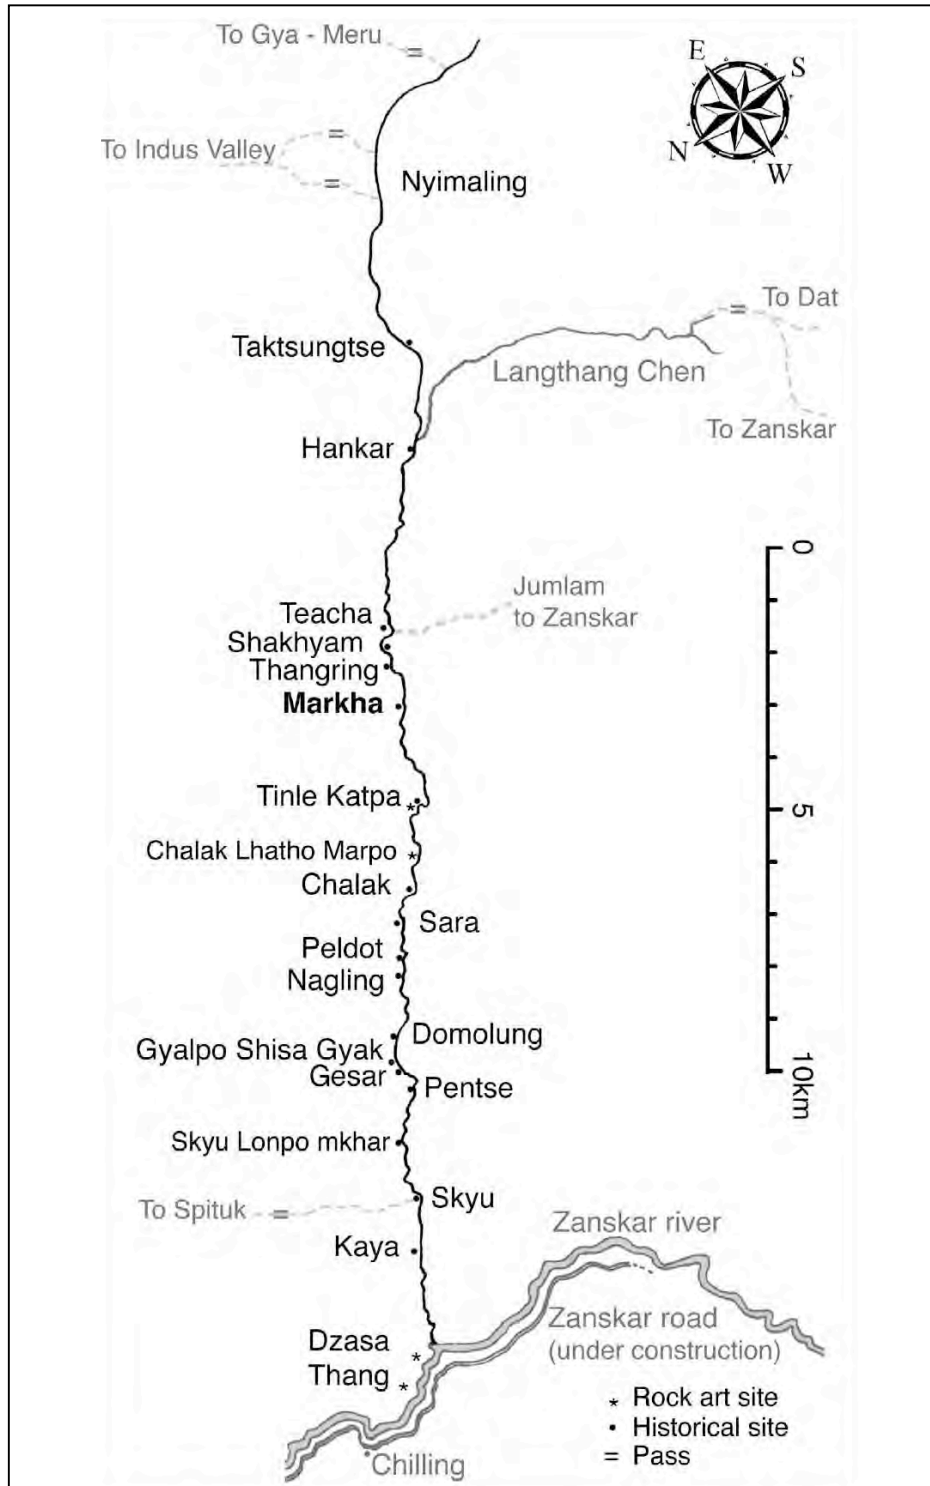 To Gya - Meru
E
S
N
W
To Indus Valley
Nyimaling
To Dat
Taktsungtse
Langthang Chen
To Zanskar
Hankar
0
Jumlam
to Zanskar
Teacha
Shakhyam
Thangring
Markha
Tinle Katpa
5
Chalak Lhatho Marpo
Chalak
Sara
Peldot
Nagling
Domolung
Gyalpo Shisa Gyak
Gesar
Pentse
10km
Skyu Lonpo mkhar
Skyu
To Spituk
Kaya
Zanskar river
Zanskar road
(under construction)
Dzasa
Thang
* Rock art site
• Historical site
= Pass
Chilling